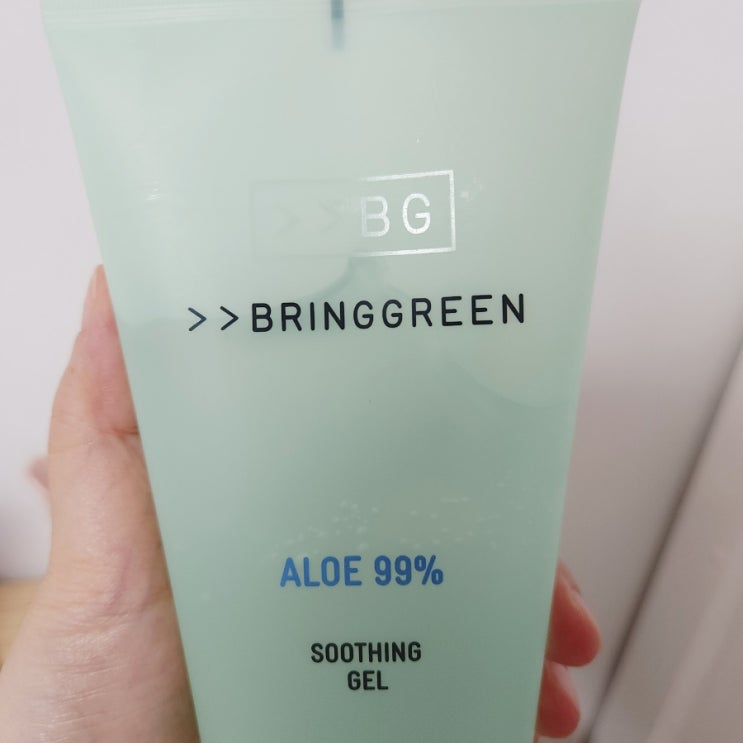 >>BG
>>BRINGGREEN
ALOE 99%
SOOTHING
GEL